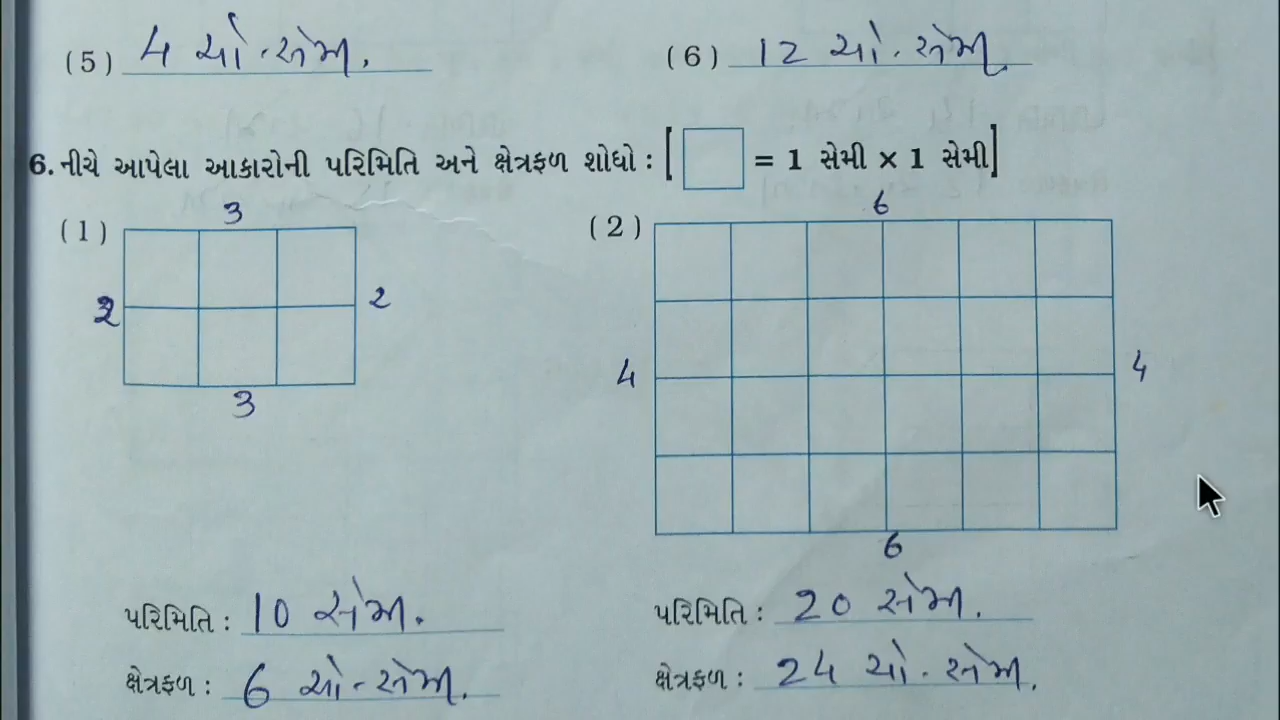 (5) 4 ચો.સેમી. (6) 12 ચો.સેમી.
6. નીચે આપેલા આકારોની પરિમિતિ અને ક્ષેત્રફળ શોધો : [ = 1 સેમી × 1 સેમી]
3 6
(1) (2)
2 2
4 4
3
6
પરિમિતિ : 10 સેમી. પરિમિતિ : 20 સેમી.
ક્ષેત્રફળ : 6 ચો.સેમી. ક્ષેત્રફળ : 24 ચો.સેમી.